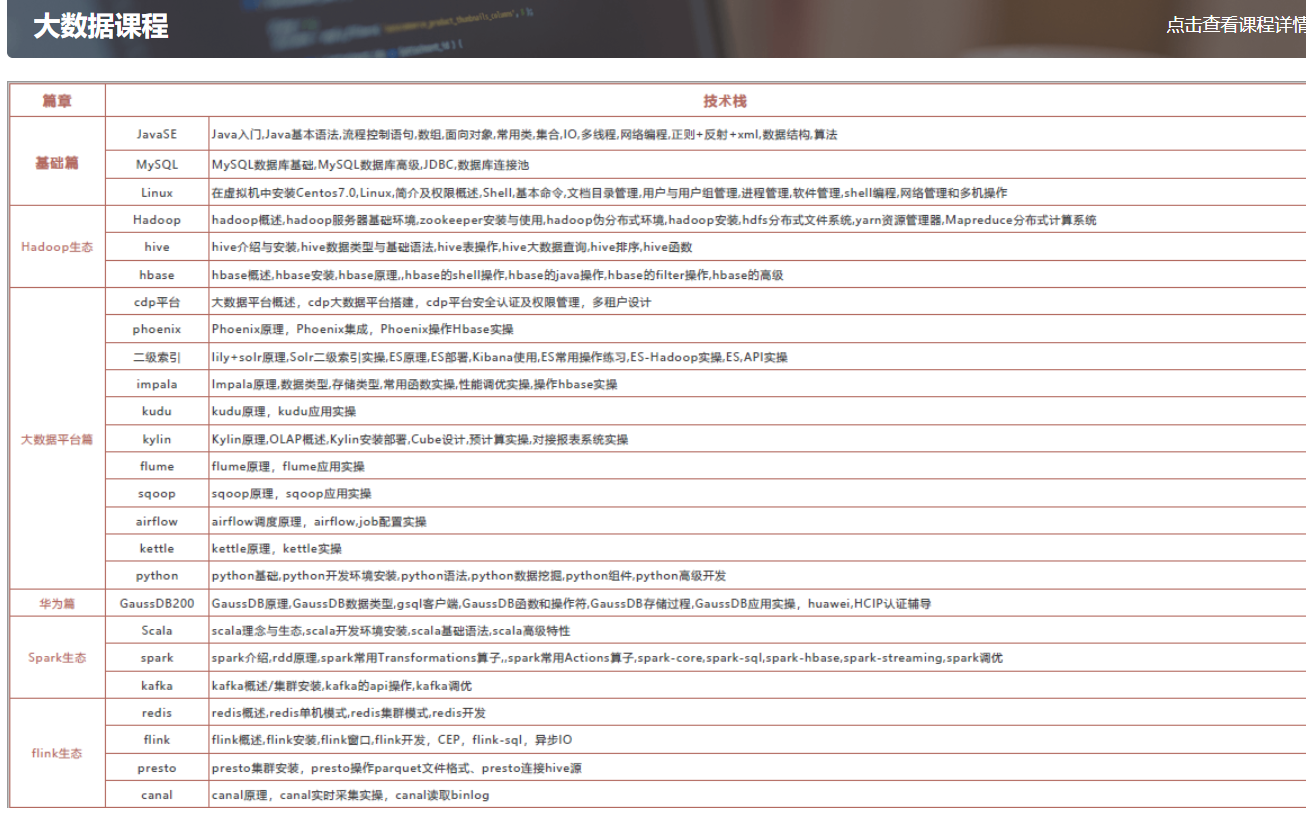 大数据课程
点击查看课程详情
篇章 技术栈
基础篇
JavaSE Java入门,Java基本语法,流程控制语句,数组,面向对象,常用类,集合,IO,多线程,网络编程,正则+反射+xml,数据结构,算法
MySQL MySQL数据库基础,MySQL数据库高级,JDBC,数据库连接池
Linux 在虚拟机中安装Centos7.0,Linux,简介及权限概述,Shell,基本命令,文档目录管理,用户与用户组管理,进程管理,软件管理,shell编程,网络管理和多机操作
Hadoop生态
Hadoop hadoop概述,hadoop服务器基础环境,zookeeper安装与使用,hadoop伪分布式环境,hadoop安装,hdfs分布式文件系统,yarn资源管理器,Mapreduce分布式计算系统
hive hive介绍与安装,hive数据类型与基础语法,hive表操作,hive大数据查询,hive排序,hive函数
hbase hbase概述,hbase安装,hbase原理,,hbase的shell操作,hbase的java操作,hbase的filter操作,hbase的高级
大数据平台篇
cdp平台 大数据平台概述，cdp大数据平台搭建，cdp平台安全认证及权限管理，多租户设计
phoenix Phoenix原理，Phoenix集成，Phoenix操作Hbase实操
二级索引 lily+solr原理,Solr二级索引实操,ES原理,ES部署,Kibana使用,ES常用操作练习,ES-Hadoop实操,ES,API实操
impala Impala原理,数据类型,存储类型,常用函数实操,性能调优实操,操作hbase实操
kudu kudu原理，kudu应用实操
kylin Kylin原理,OLAP概述,Kylin安装部署,Cube设计,预计算实操,对接报表系统实操
flume flume原理，flume应用实操
sqoop sqoop原理，sqoop应用实操
airflow airflow调度原理，airflow,job配置实操
kettle kettle原理，kettle实操
python python基础,python开发环境安装,python语法,python数据挖掘,python组件,python高级开发
华为篇
GaussDB200 GaussDB原理,GaussDB数据类型,gsql客户端,GaussDB函数和操作符,GaussDB存储过程,GaussDB应用实操，huawei,HCIP认证辅导
Spark生态
Scala scala理念与生态,scala开发环境安装,scala基础语法,scala高级特性
spark spark介绍,rdd原理,spark常用Transformations算子,,spark常用Actions算子,spark-core,spark-sql,spark-hbase,spark-streaming,spark调优
kafka kafka概述/集群安装,kafka的api操作,kafka调优
flink生态
redis redis概述,redis单机模式,redis集群模式,redis开发
flink flink概述,flink安装,flink窗口,flink开发，CEP，flink-sql，异步IO
presto presto集群安装，presto操作parquet文件格式、presto连接hive源
canal canal原理，canal实时采集实操，canal读取binlog